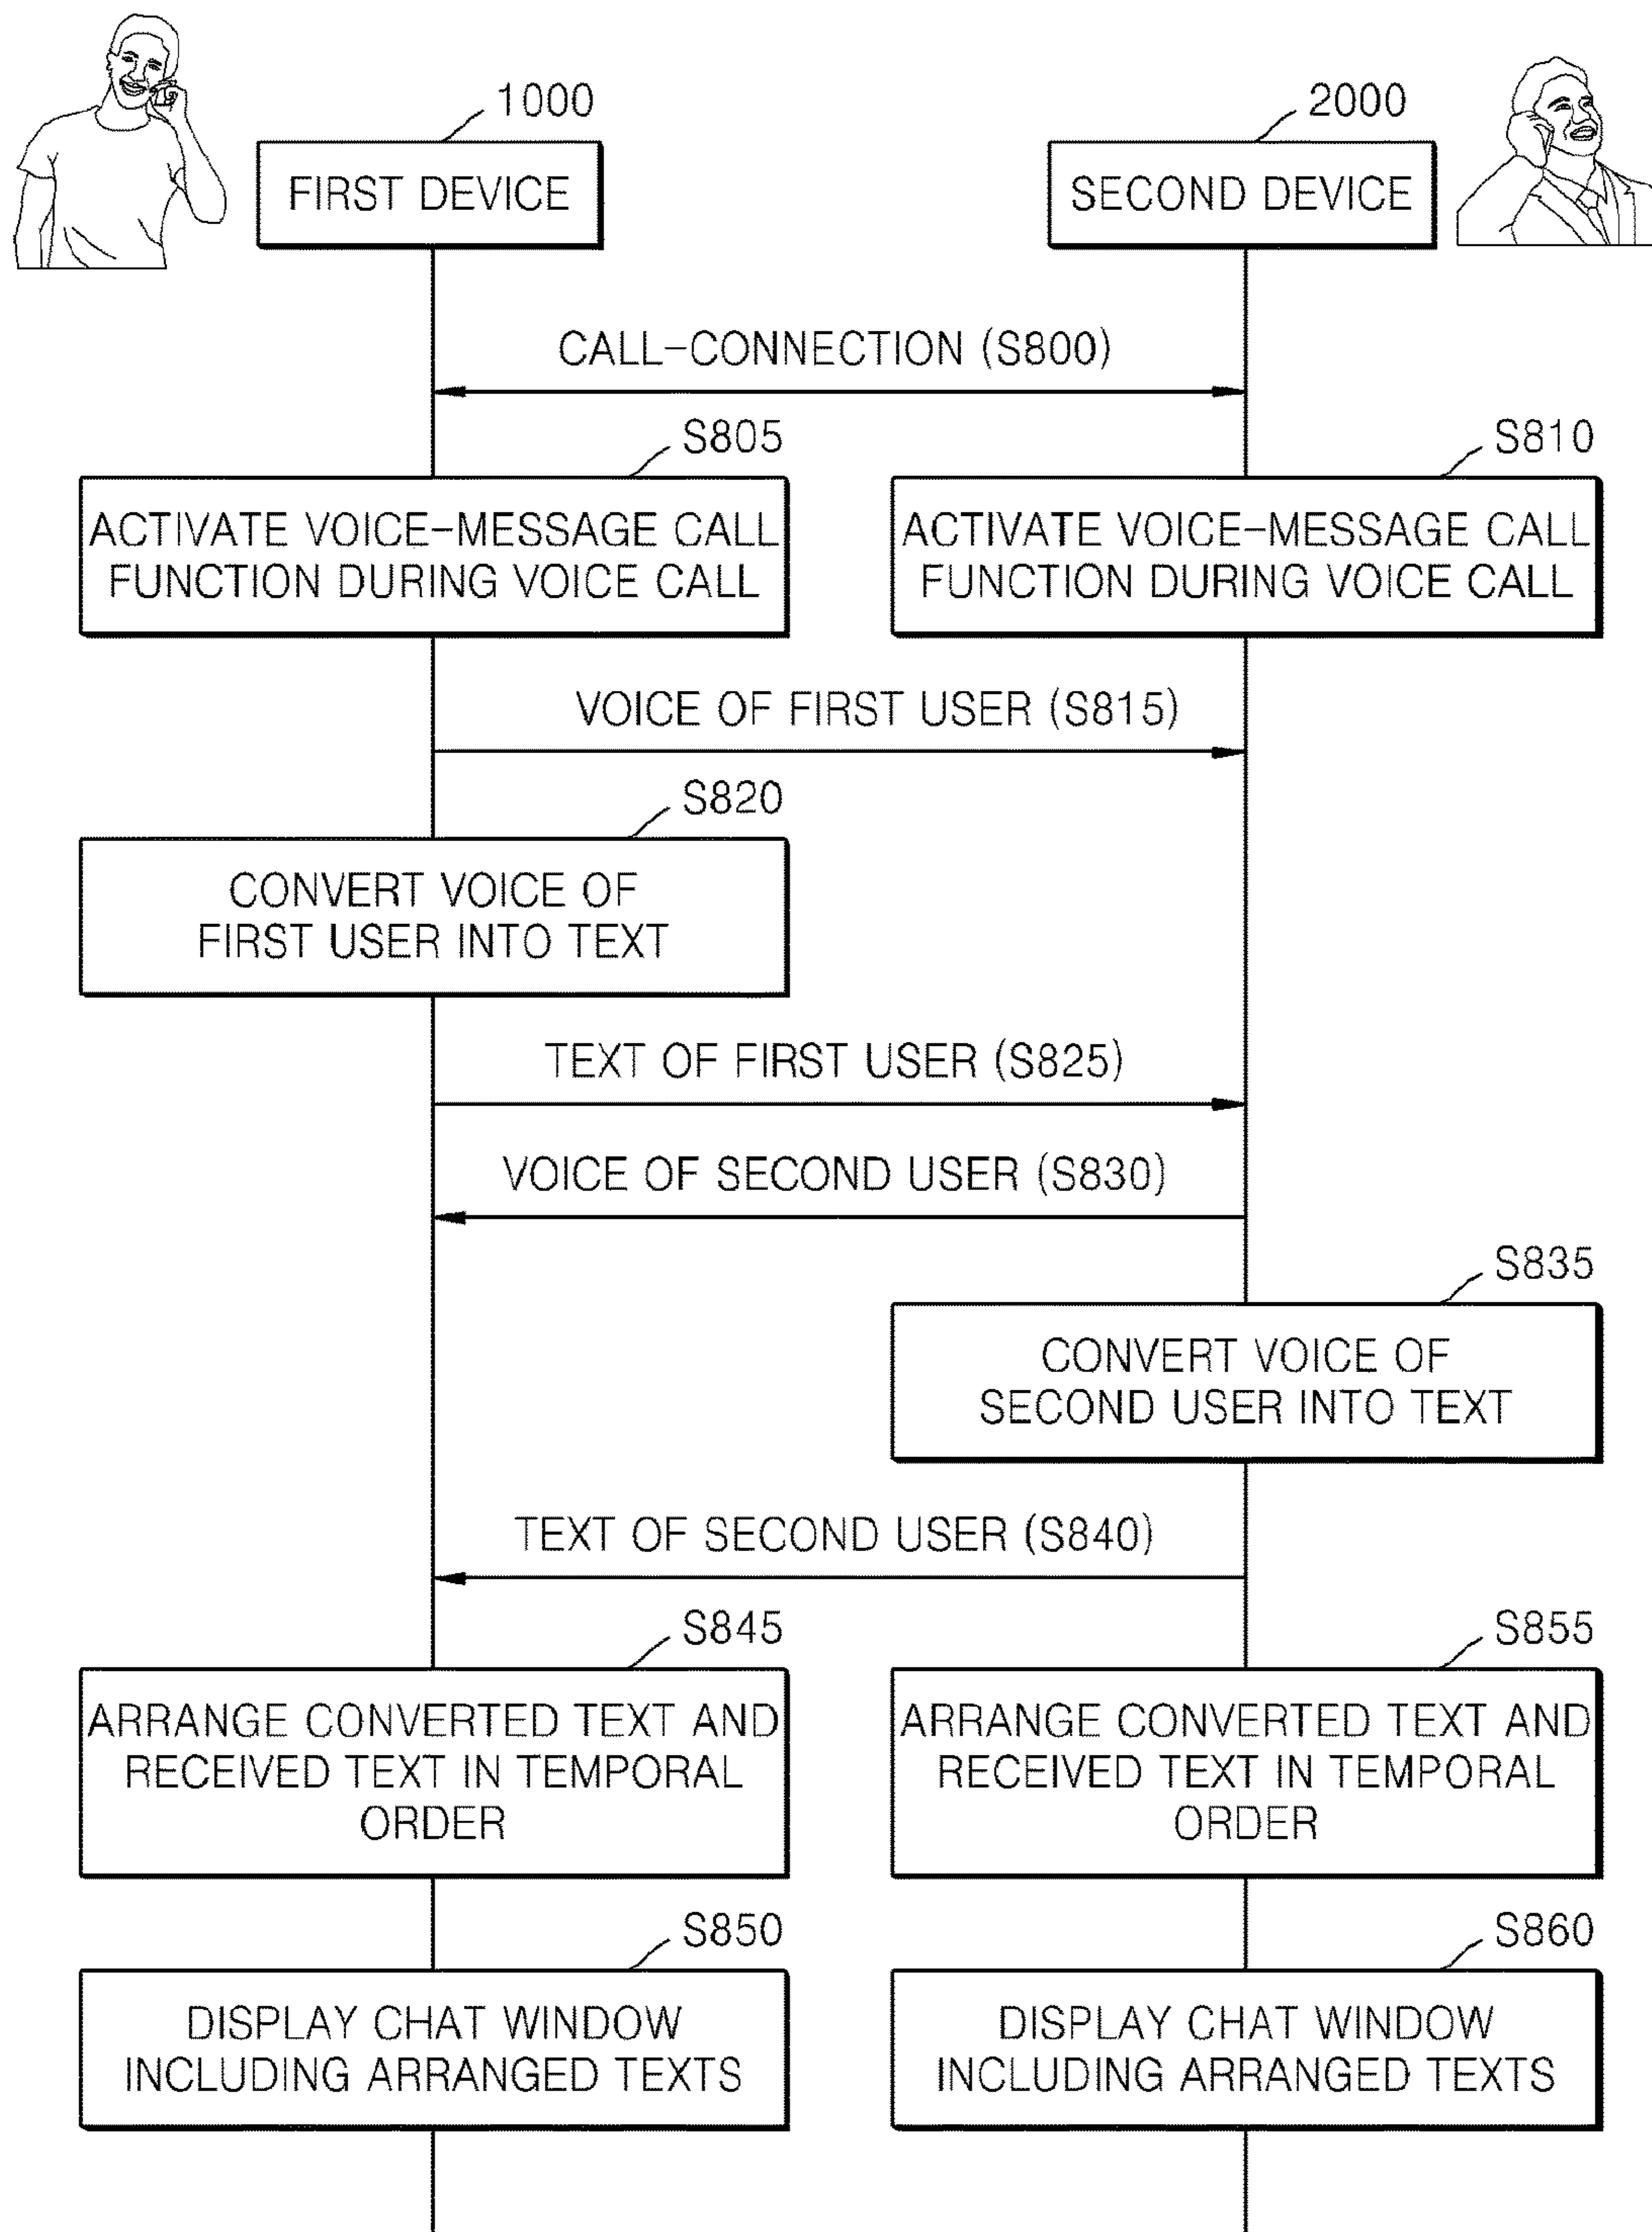 1000
2000
FIRST DEVICE
SECOND DEVICE
CALL-CONNECTION (S800)
S805
S810
ACTIVATE VOICE-MESSAGE CALL
FUNCTION DURING VOICE CALL
ACTIVATE VOICE-MESSAGE CALL
FUNCTION DURING VOICE CALL
VOICE OF FIRST USER (S815)
S820
CONVERT VOICE OF
FIRST USER INTO TEXT
TEXT OF FIRST USER (S825)
VOICE OF SECOND USER (S830)
S835
CONVERT VOICE OF
SECOND USER INTO TEXT
TEXT OF SECOND USER (S840)
S845
S855
ARRANGE CONVERTED TEXT AND
RECEIVED TEXT IN TEMPORAL
ORDER
ARRANGE CONVERTED TEXT AND
RECEIVED TEXT IN TEMPORAL
ORDER
S850
S860
DISPLAY CHAT WINDOW
INCLUDING ARRANGED TEXTS
DISPLAY CHAT WINDOW
INCLUDING ARRANGED TEXTS